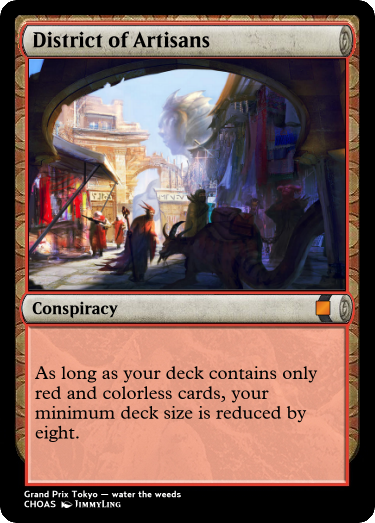 District of Artisans
Conspiracy
As long as your deck contains only
red and colorless cards, your
minimum deck size is reduced by
eight.
Grand Prix Tokyo — water the weeds
CHOAS JIMMYLING